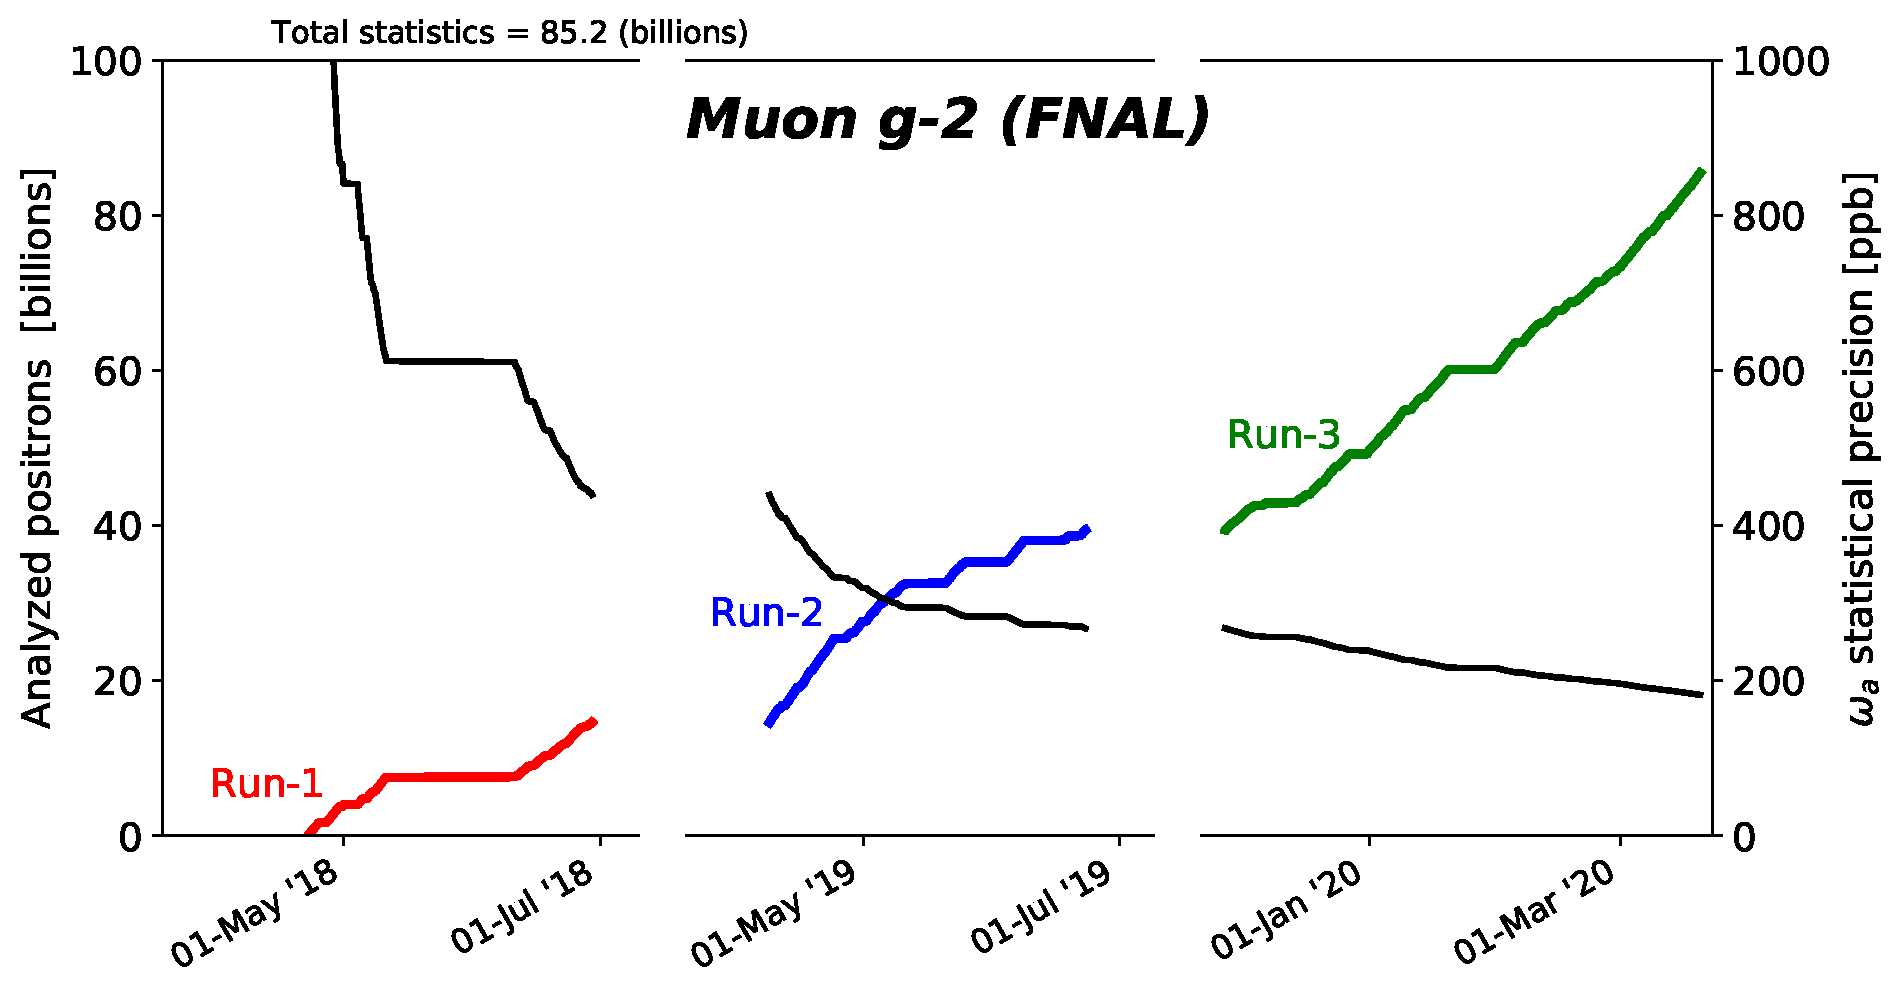 Total statistics = 85.2 (billions)
Muon g-2 (FNAL)
Analyzed positrons [billions]
100
80
60
40
20
0
Run-1
Run-2
Run-3
1000
800
600
400
200
0
ωₐ statistical precision [ppb]
01-May '18
01-Jul '18
01-May '19
01-Jul '19
01-Jan '20
01-Mar '20